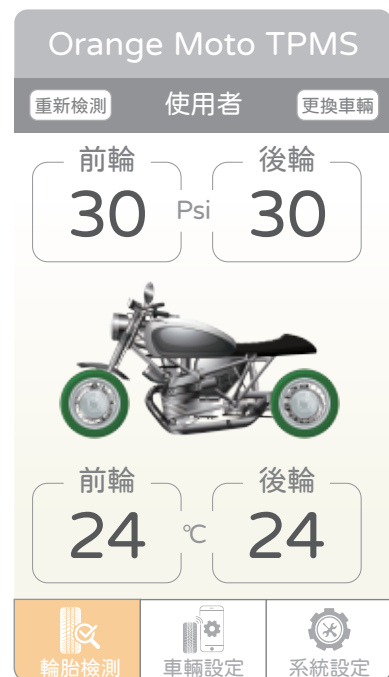 Orange Moto TPMS
重新檢測 使用者 更換車輛
前輪 後輪
30 Psi 30
前輪 後輪
24 ℃ 24
輪胎檢測 車輛設定 系統設定